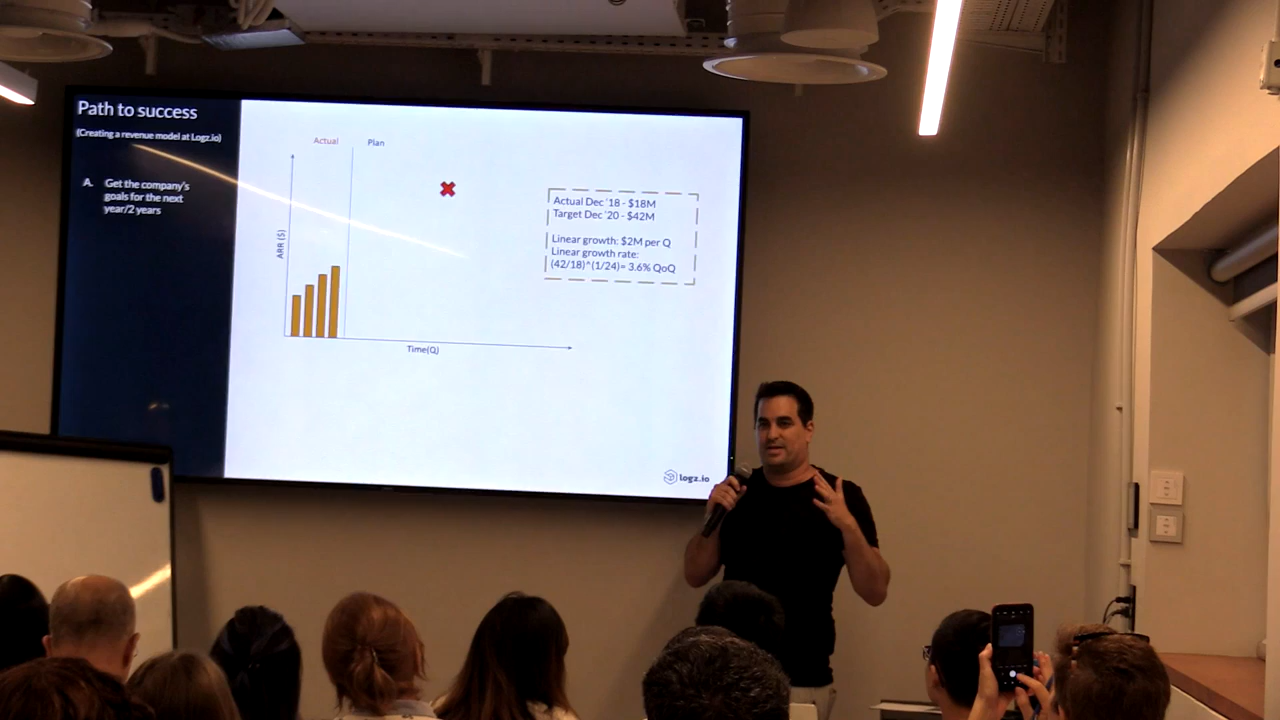 Path to success
(Creating a revenue model at Logz.io)
A. Get the company's
goals for the next
year/2 years
Actual
Plan
ARR ($)
Time(Q)
Actual Dec '18 - $18M
Target Dec '20 - $42M
Linear growth: $2M per Q
Linear growth rate:
(42/18)^(1/24)= 3.6% QoQ
logz.io